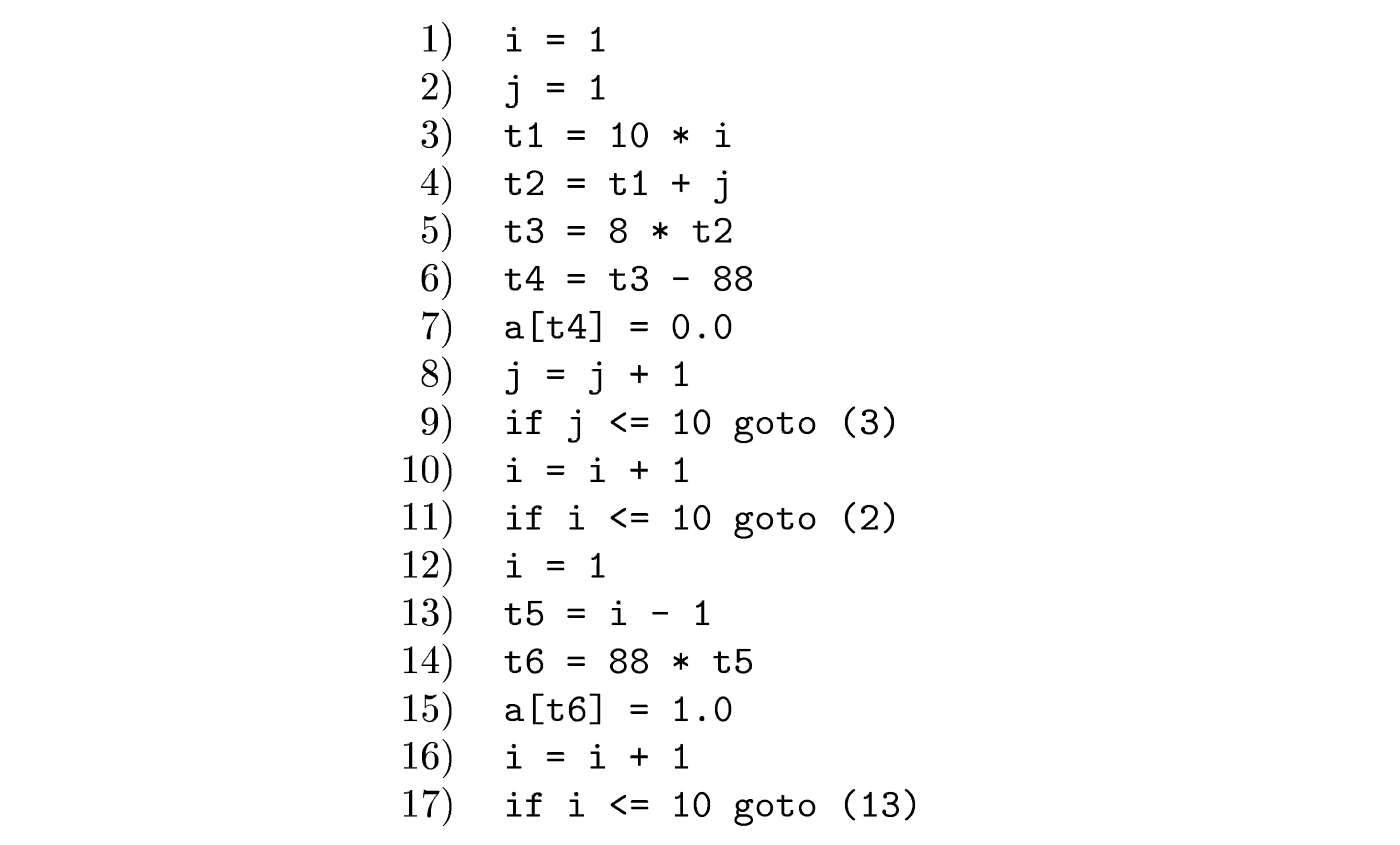 1) i = 1
2) j = 1
3) t1 = 10 * i
4) t2 = t1 + j
5) t3 = 8 * t2
6) t4 = t3 - 88
7) a[t4] = 0.0
8) j = j + 1
9) if j <= 10 goto (3)
10) i = i + 1
11) if i <= 10 goto (2)
12) i = 1
13) t5 = i - 1
14) t6 = 88 * t5
15) a[t6] = 1.0
16) i = i + 1
17) if i <= 10 goto (13)